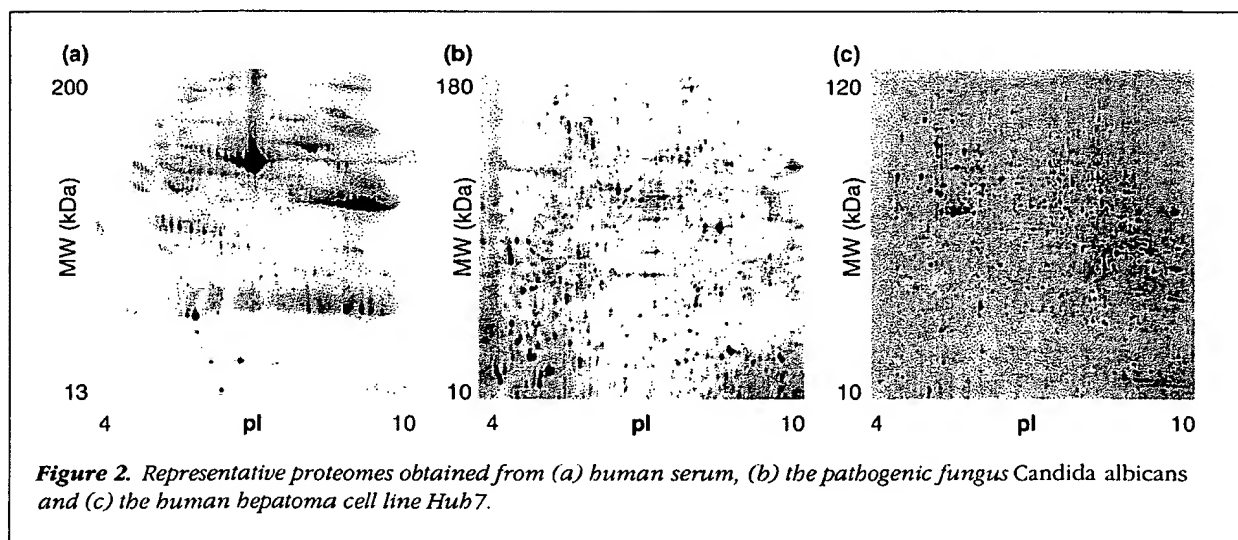 (a)
200
MW (kDa)
13
4
pI
10
(b)
180
MW (kDa)
10
4
pI
10
(c)
120
MW (kDa)
10
4
pI
10
Figure 2. Representative proteomes obtained from (a) human serum, (b) the pathogenic fungus Candida albicans
and (c) the human hepatoma cell line Huh7.